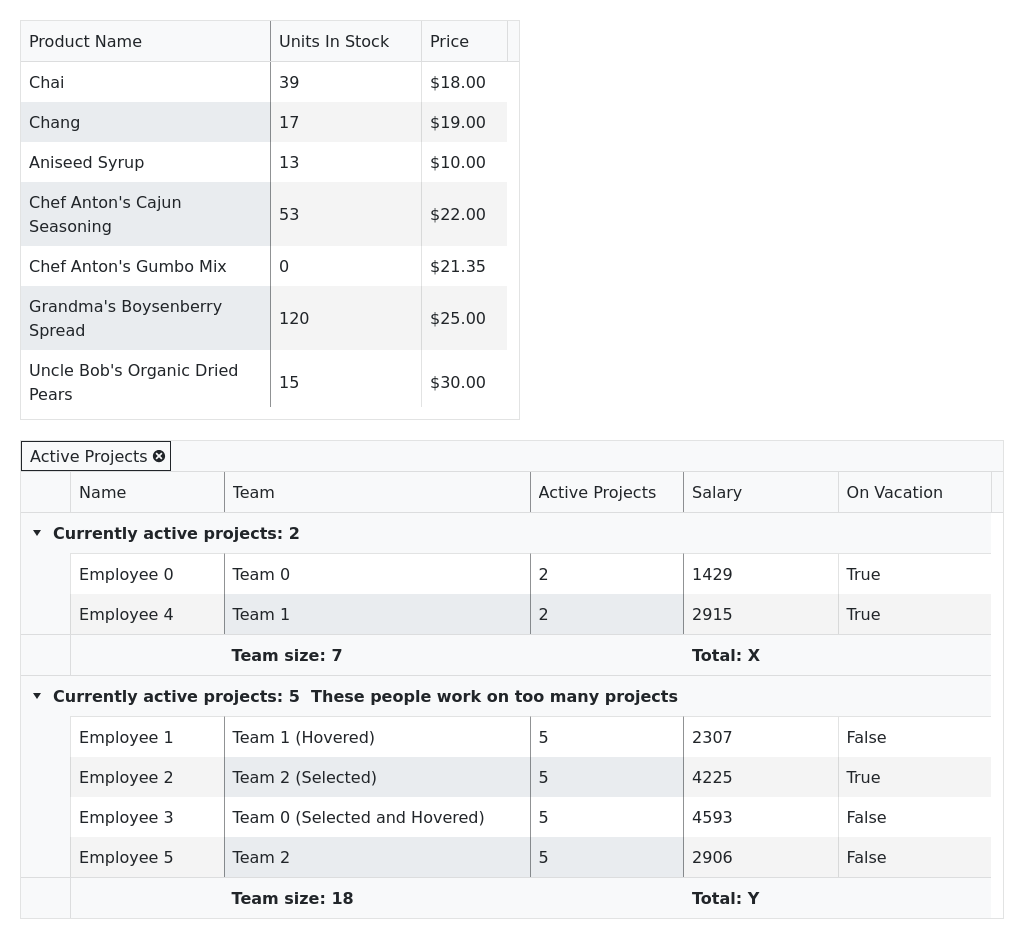 Product Name Units In Stock Price
Chai 39 $18.00
Chang 17 $19.00
Aniseed Syrup 13 $10.00
Chef Anton's Cajun
Seasoning 53 $22.00
Chef Anton's Gumbo Mix 0 $21.35
Grandma's Boysenberry
Spread 120 $25.00
Uncle Bob's Organic Dried
Pears 15 $30.00
Active Projects
Name Team Active Projects Salary On Vacation
Currently active projects: 2
Employee 0 Team 0 2 1429 True
Employee 4 Team 1 2 2915 True
Team size: 7 Total: X
Currently active projects: 5 These people work on too many projects
Employee 1 Team 1 (Hovered) 5 2307 False
Employee 2 Team 2 (Selected) 5 4225 True
Employee 3 Team 0 (Selected and Hovered) 5 4593 False
Employee 5 Team 2 5 2906 False
Team size: 18 Total: Y